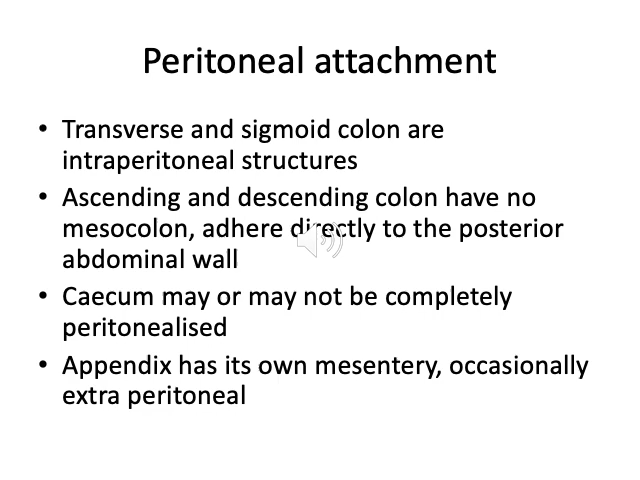 Peritoneal attachment
• Transverse and sigmoid colon are
intraperitoneal structures
• Ascending and descending colon have no
mesocolon, adhere directly to the posterior
abdominal wall
• Caecum may or may not be completely
peritonealised
• Appendix has its own mesentery, occasionally
extra peritoneal